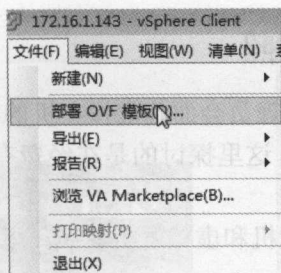 172.16.1.143 - vSphere Client
文件(F) 编辑(E) 视图(W) 清单(N)
新建(N)
部署 OVF 模板(D)...
导出(E)
报告(R)
浏览 VA Marketplace(B)...
打印映射(P)
退出(X)